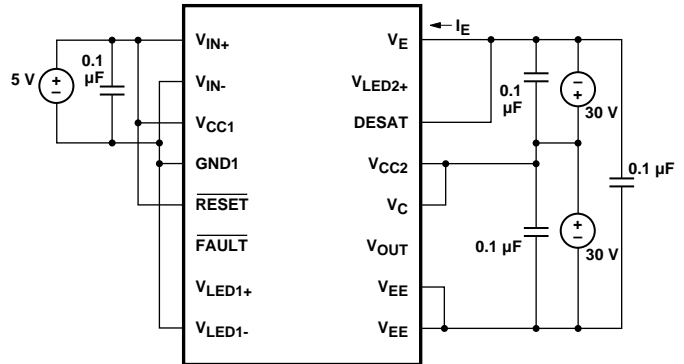 I_E
V_IN+
V_IN-
V_CC1
GND1
RESET
FAULT
V_LED1+
V_LED1-
V_E
V_LED2+
DESAT
V_CC2
V_C
V_OUT
V_EE
V_EE
5 V
+
−
0.1
µF
0.1
µF
−
+
30 V
0.1 µF
0.1 µF
+
−
30 V